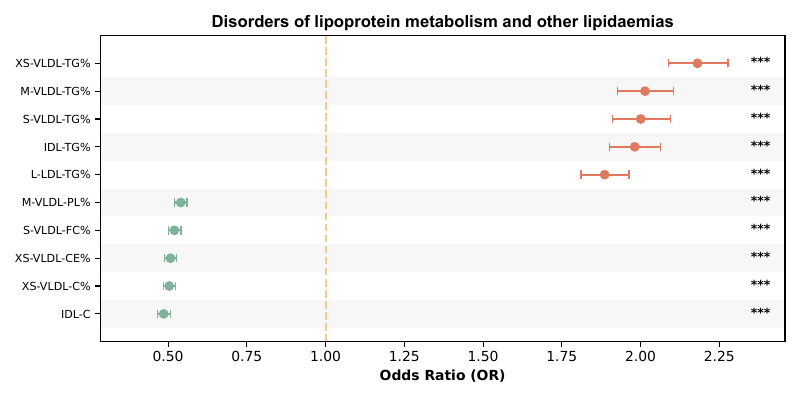 Disorders of lipoprotein metabolism and other lipidaemias
XS-VLDL-TG% ***
M-VLDL-TG% ***
S-VLDL-TG% ***
IDL-TG% ***
L-LDL-TG% ***
M-VLDL-PL% ***
S-VLDL-FC% ***
XS-VLDL-CE% ***
XS-VLDL-C% ***
IDL-C ***
0.50 0.75 1.00 1.25 1.50 1.75 2.00 2.25
Odds Ratio (OR)